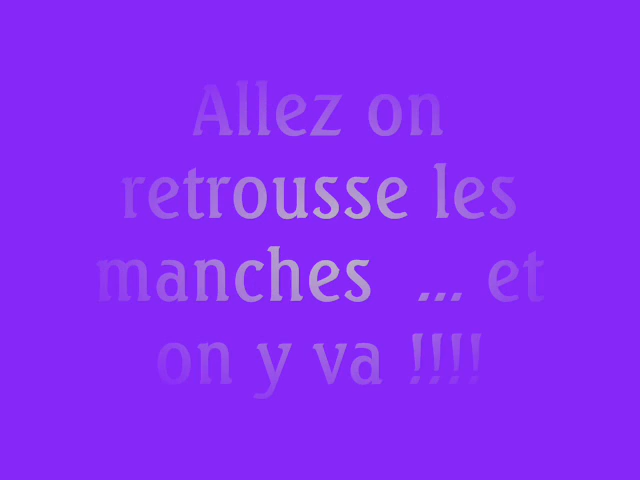 Allez on
retrousse les
manches  ... et
on y va !!!!